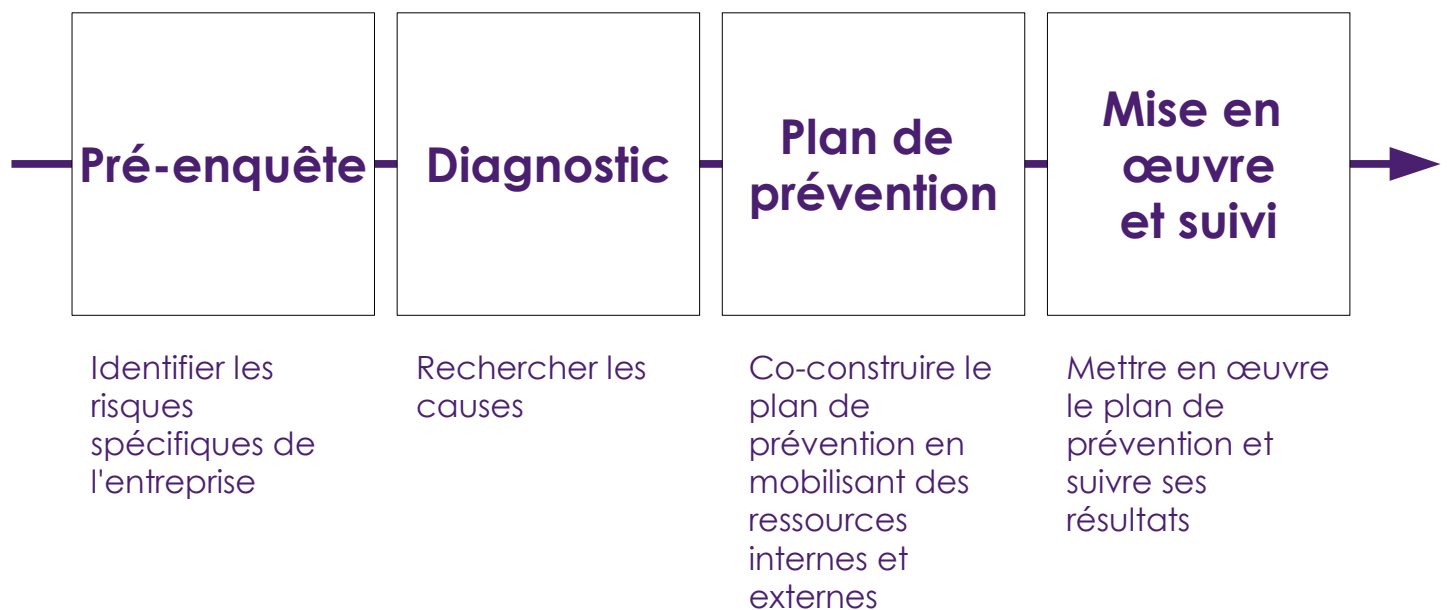 Pré-enquête
Diagnostic
Plan de
prévention
Mise en
œuvre
et suivi
Identifier les
risques
spécifiques de
l'entreprise
Rechercher les
causes
Co-construire le
plan de
prévention en
mobilisant des
ressources
internes et
externes
Mettre en œuvre
le plan de
prévention et
suivre ses
résultats